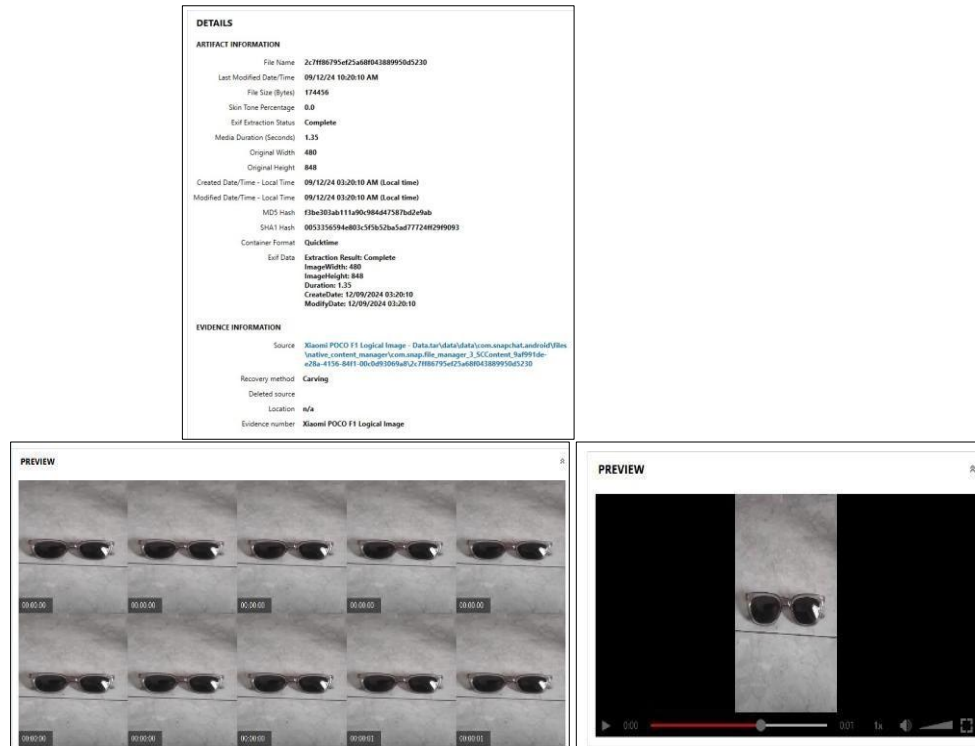 DETAILS
ARTIFACT INFORMATION
File Name 2c7ff86795ef25a68f043889950d5230
Last Modified Date/Time 09/12/24 10:20:10 AM
File Size (Bytes) 174456
Skin Tone Percentage 0.0
Exif Extraction Status Complete
Media Duration (Seconds) 1.35
Original Width 480
Original Height 848
Created Date/Time - Local Time 09/12/24 03:20:10 AM (Local time)
Modified Date/Time - Local Time 09/12/24 03:20:10 AM (Local time)
MD5 Hash f3be303ab111a90c984d47587bd2e9ab
SHA1 Hash 0053356594e803c5f5b52ba5ad77724ff29f9093
Container Format Quicktime
Exif Data Extraction Result: Complete
ImageWidth: 480
ImageHeight: 848
Duration: 1.35
CreateDate: 12/09/2024 03:20:10
ModifyDate: 12/09/2024 03:20:10
EVIDENCE INFORMATION
Source Xiaomi POCO F1 Logical Image - Data.tar\data\data\com.snapchat.android\files
\native_content_manager\com.snap.file_manager_3_SCContent_9af991de-
e28a-4156-84f1-00c0d93069a8\2c7ff86795ef25a68f043889950d5230
Recovery method Carving
Deleted source
Location n/a
Evidence number Xiaomi POCO F1 Logical Image
PREVIEW
00:00:00 00:00:00 00:00:00 00:00:00 00:00:00
00:00:00 00:00:00 00:00:00 00:00:01 00:00:01
PREVIEW
0:00 0:01 1x